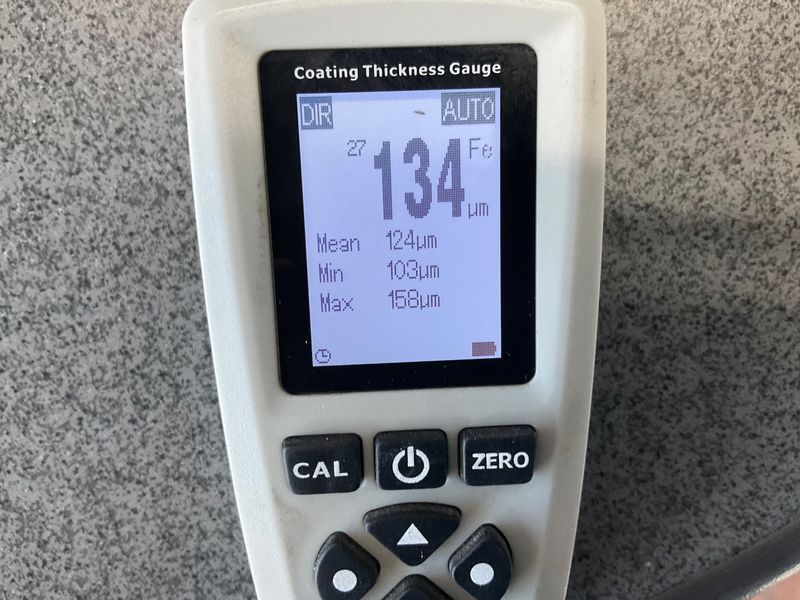 Coating Thickness Gauge
DIR AUTO
27 134 Fe
µm
Mean 124µm
Min 103µm
Max 158µm
CAL ZERO